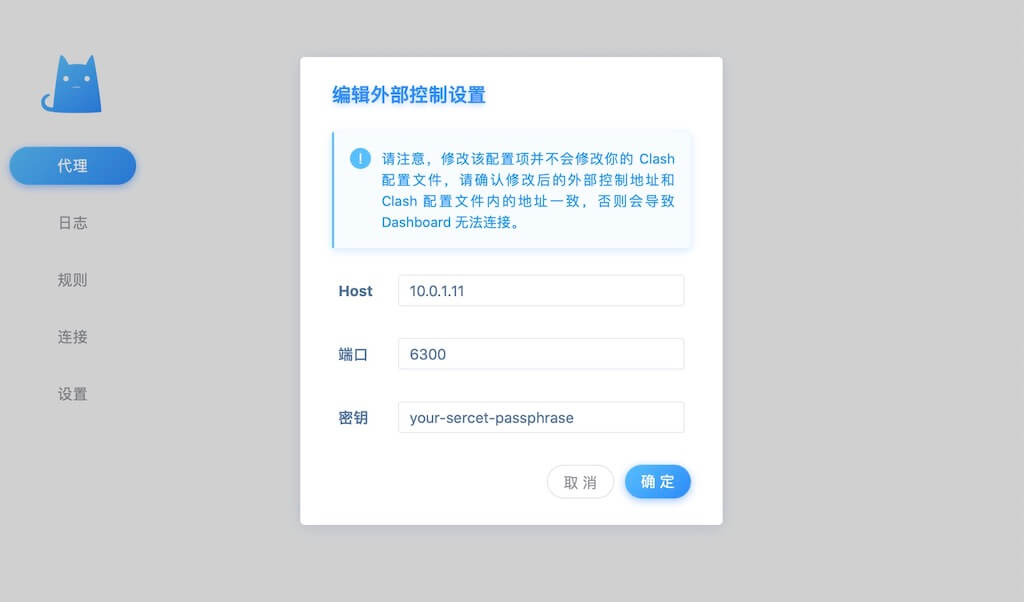 代理
日志
规则
连接
设置
编辑外部控制设置
请注意，修改该配置项并不会修改你的 Clash
配置文件，请确认修改后的外部控制地址和
Clash 配置文件内的地址一致，否则会导致
Dashboard 无法连接。
Host 10.0.1.11
端口 6300
密钥 your-sercet-passphrase
取 消 确 定